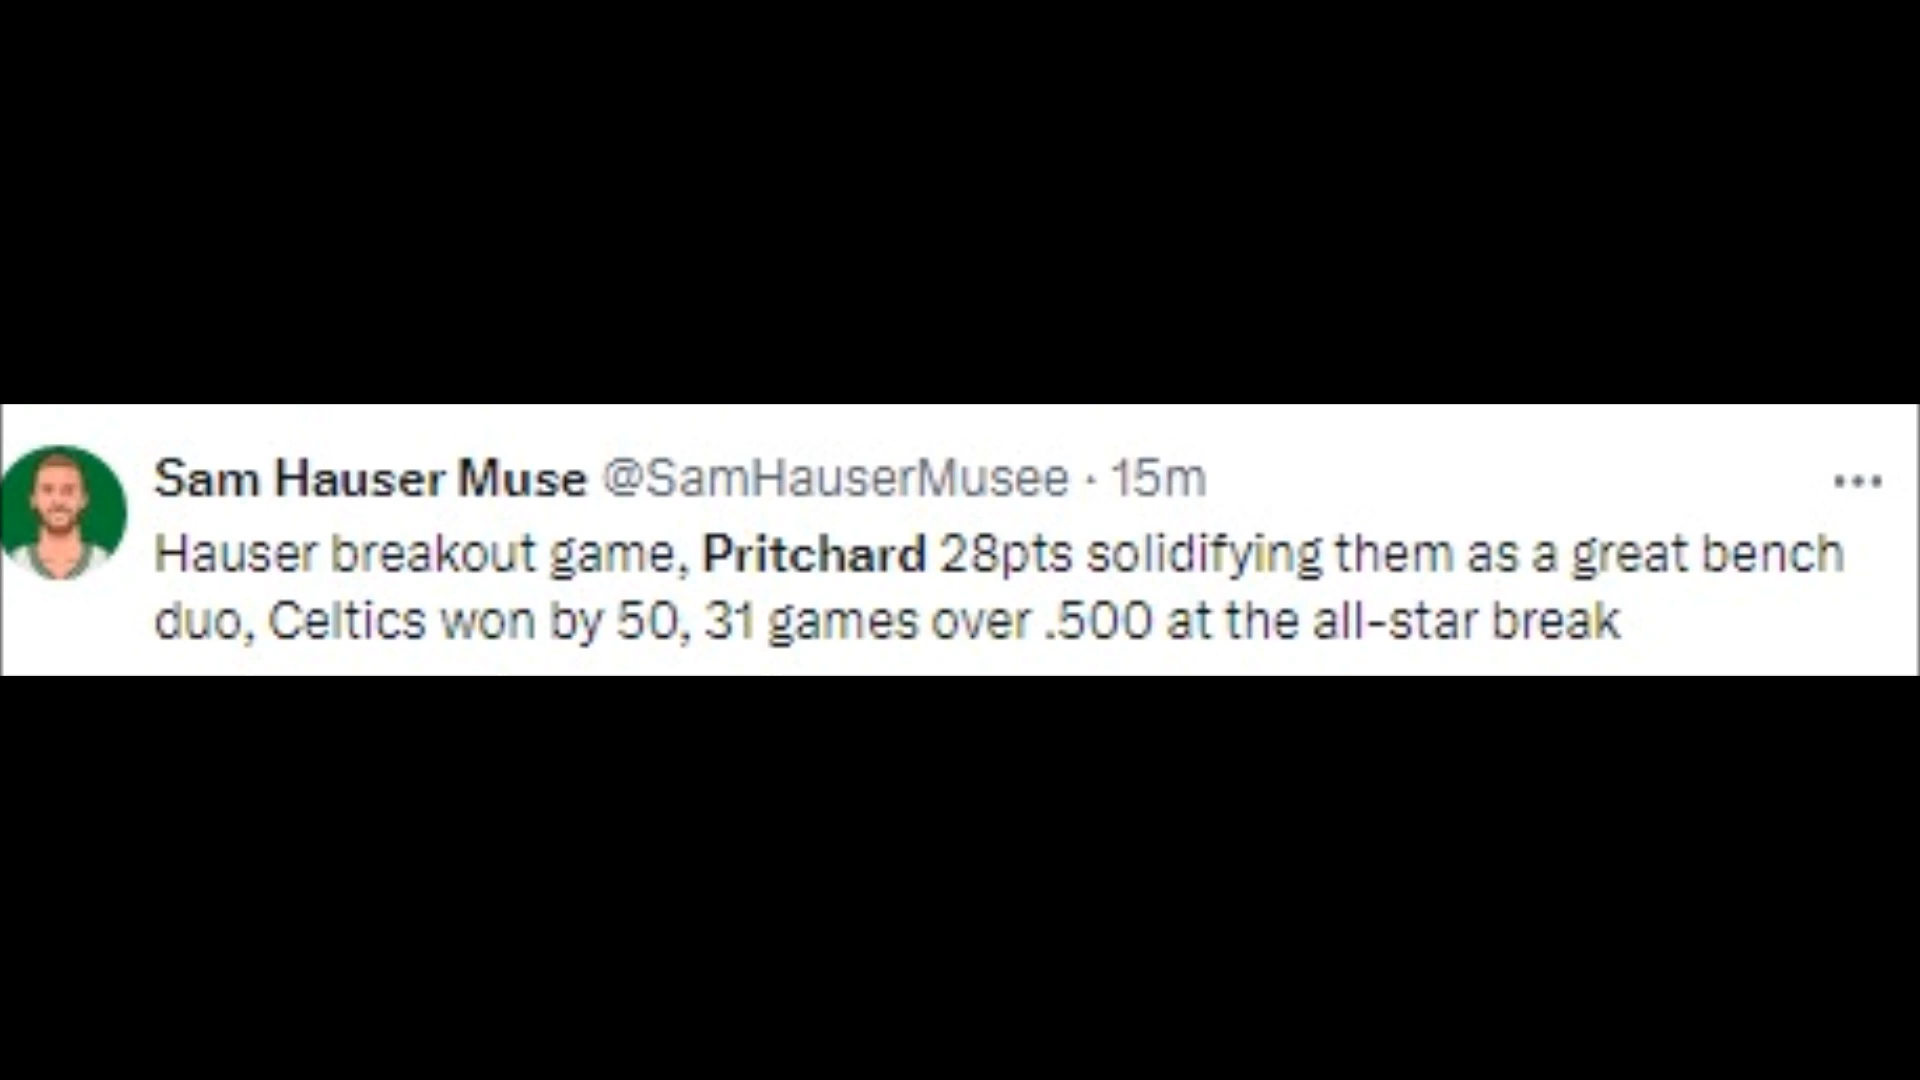 Sam Hauser Muse @SamHauserMusee · 15m
Hauser breakout game, Pritchard 28pts solidifying them as a great bench
duo, Celtics won by 50, 31 games over .500 at the all-star break